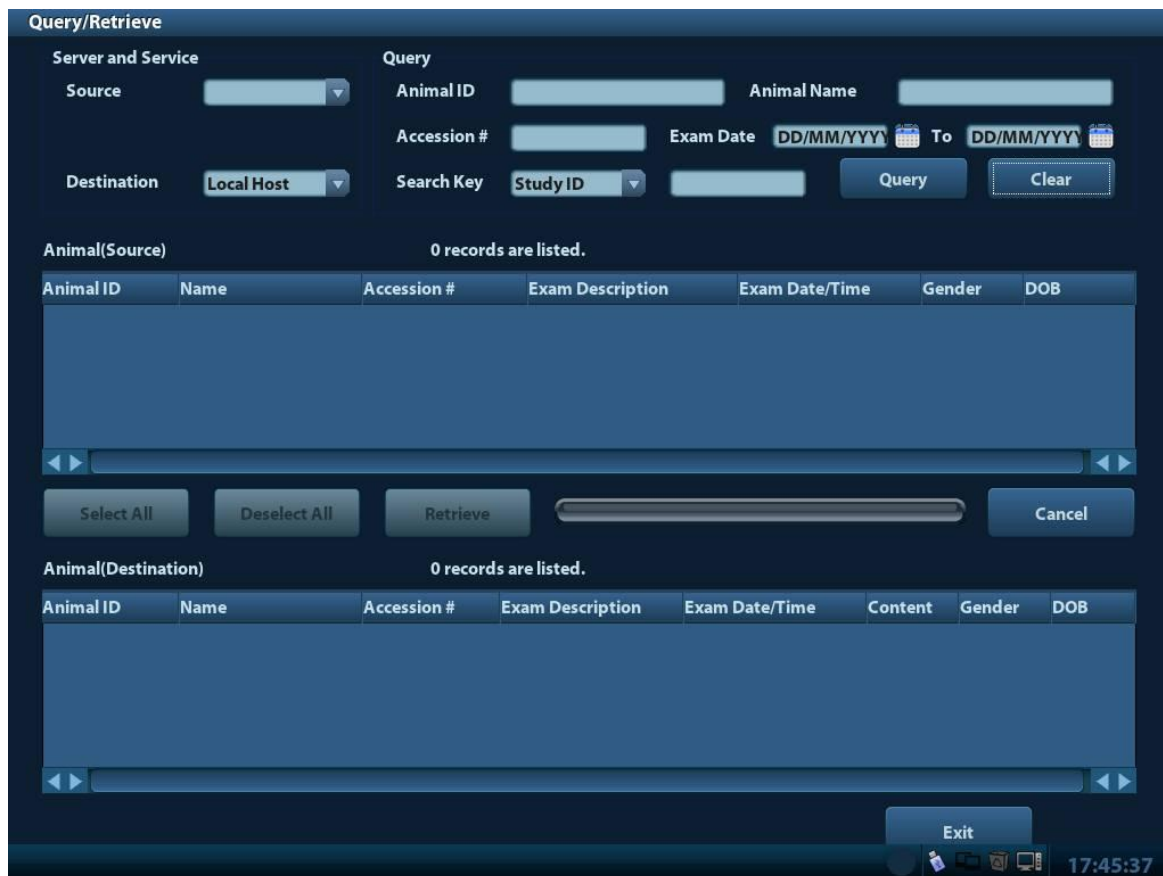 Query/Retrieve
Server and Service Query
Source Animal ID Animal Name
Accession # Exam Date DD/MM/YYYY To DD/MM/YYYY
Destination Local Host Search Key Study ID Query Clear
Animal(Source) 0 records are listed.
Animal ID Name Accession # Exam Description Exam Date/Time Gender DOB
Select All Deselect All Retrieve Cancel
Animal(Destination) 0 records are listed.
Animal ID Name Accession # Exam Description Exam Date/Time Content Gender DOB
Exit
17:45:37